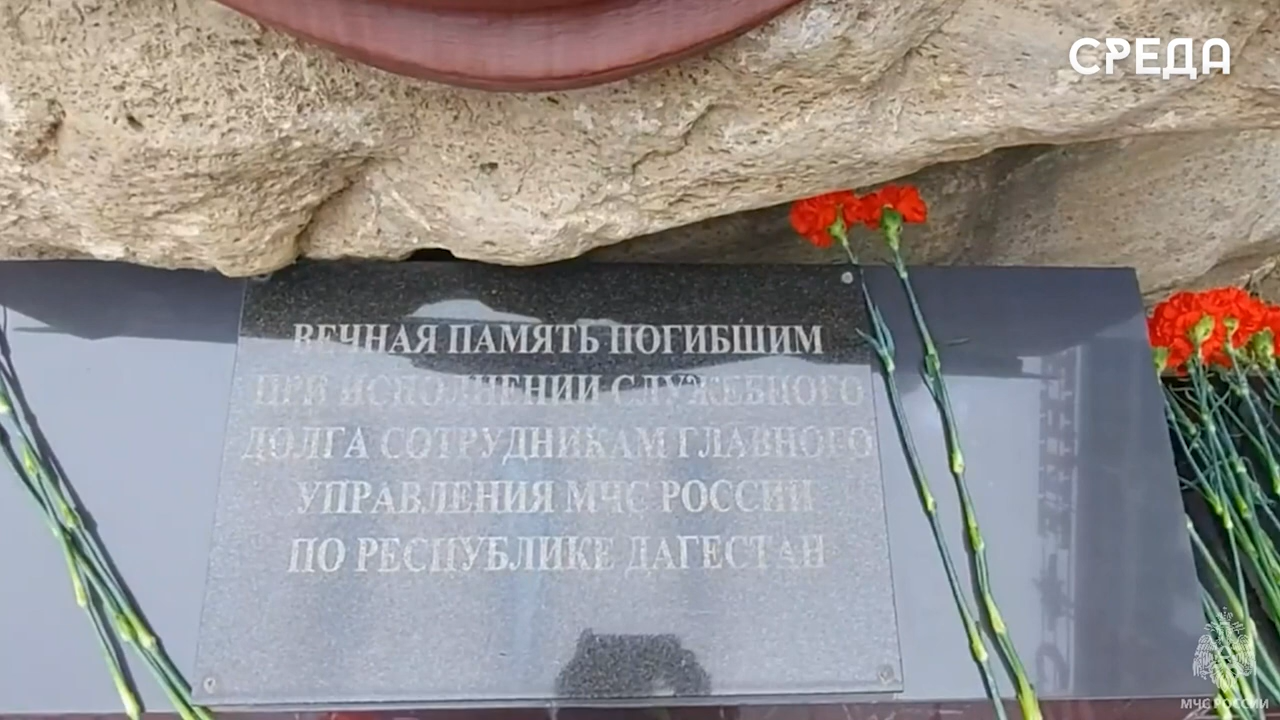 СРЕДА
ВЕЧНАЯ ПАМЯТЬ ПОГИБШИМ
ПРИ ИСПОЛНЕНИИ СЛУЖЕБНОГО
ДОЛГА СОТРУДНИКАМ ГЛАВНОГО
УПРАВЛЕНИЯ МЧС РОССИИ
ПО РЕСПУБЛИКЕ ДАГЕСТАН
МЧС РОССИИ